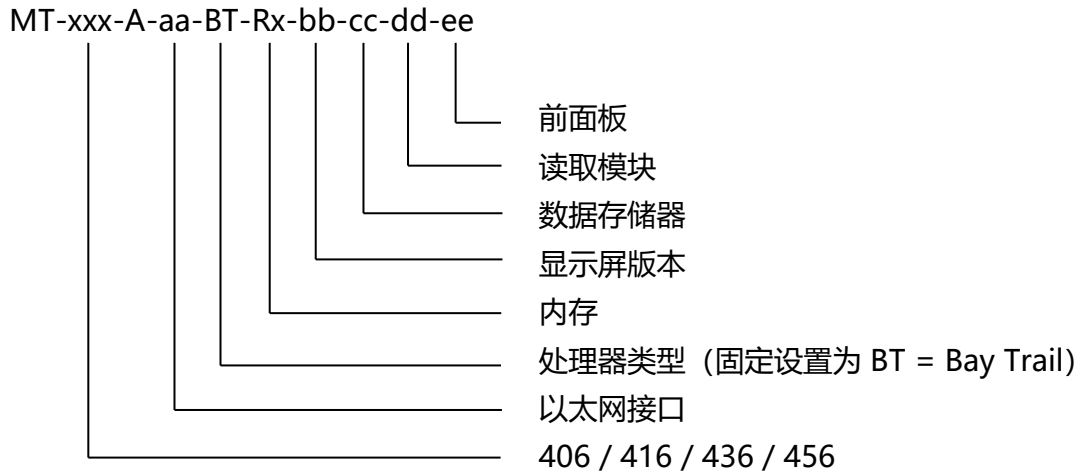 MT-xxx-A-aa-BT-Rx-bb-cc-dd-ee
前面板
读取模块
数据存储器
显示屏版本
内存
处理器类型（固定设置为 BT = Bay Trail）
以太网接口
406 / 416 / 436 / 456